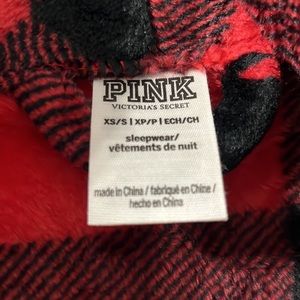 PINK
VICTORIA'S SECRET
XS/S | XP/P | ECH/CH
sleepwear/
vêtements de nuit
made in China / fabriqué en Chine /
hecho en China